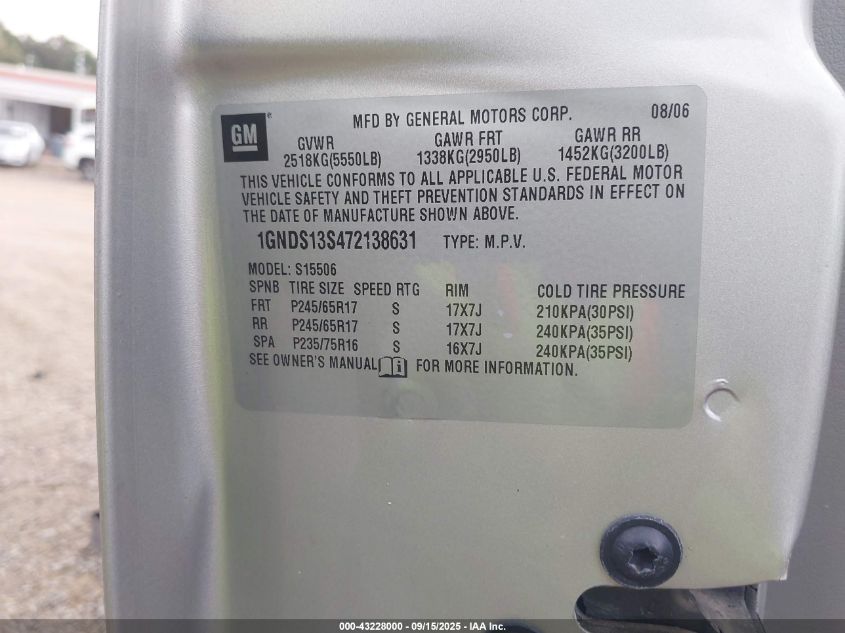 MFD BY GENERAL MOTORS CORP. 08/06
GM
GVWR GAWR FRT GAWR RR
2518KG(5550LB) 1338KG(2950LB) 1452KG(3200LB)
THIS VEHICLE CONFORMS TO ALL APPLICABLE U.S. FEDERAL MOTOR
VEHICLE SAFETY AND THEFT PREVENTION STANDARDS IN EFFECT ON
THE DATE OF MANUFACTURE SHOWN ABOVE.
1GNDS13S472138631 TYPE: M.P.V.
MODEL: S15506
SPNB TIRE SIZE SPEED RTG RIM COLD TIRE PRESSURE
FRT P245/65R17 S 17X7J 210KPA(30PSI)
RR P245/65R17 S 17X7J 240KPA(35PSI)
SPA P235/75R16 S 16X7J 240KPA(35PSI)
SEE OWNER'S MANUAL i FOR MORE INFORMATION.
000-43228000 - 09/15/2025 - IAA Inc.